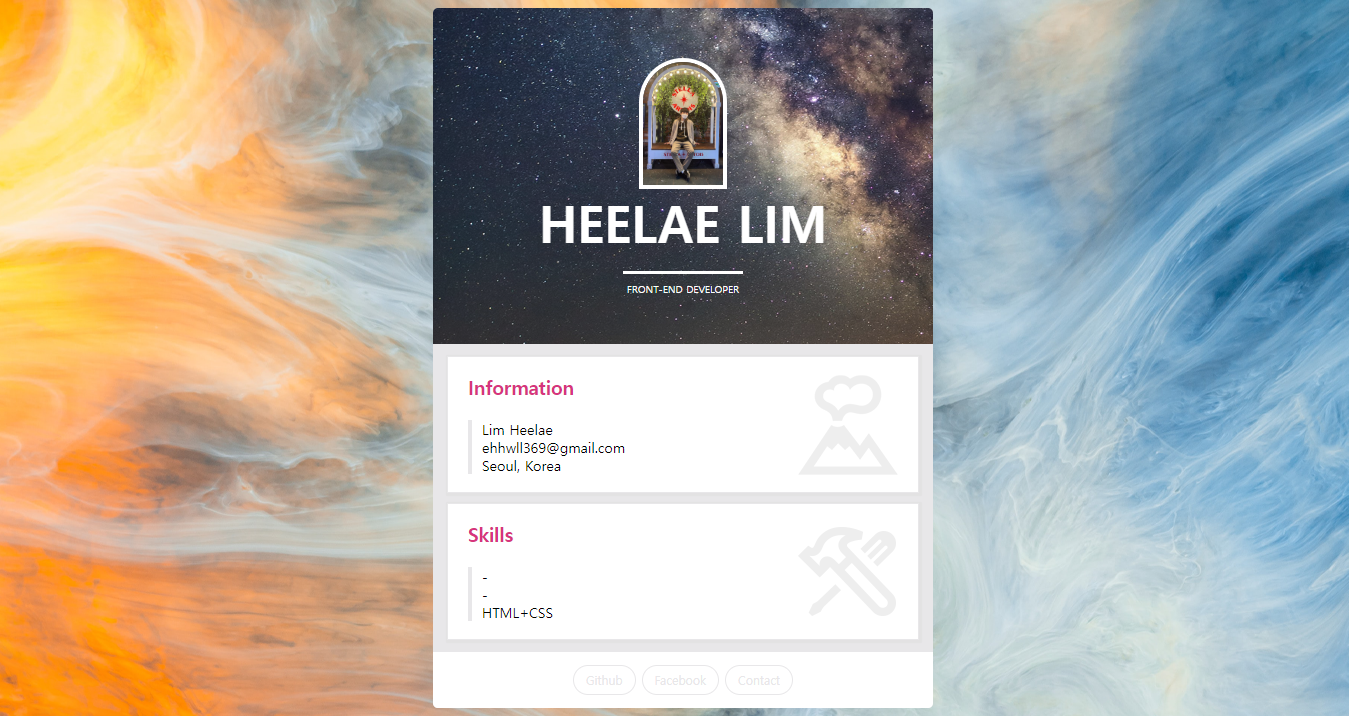 HEELAE LIM
FRONT-END DEVELOPER
Information
Lim Heelae
ehhwll369@gmail.com
Seoul, Korea
Skills
-
-
HTML+CSS
Github Facebook Contact